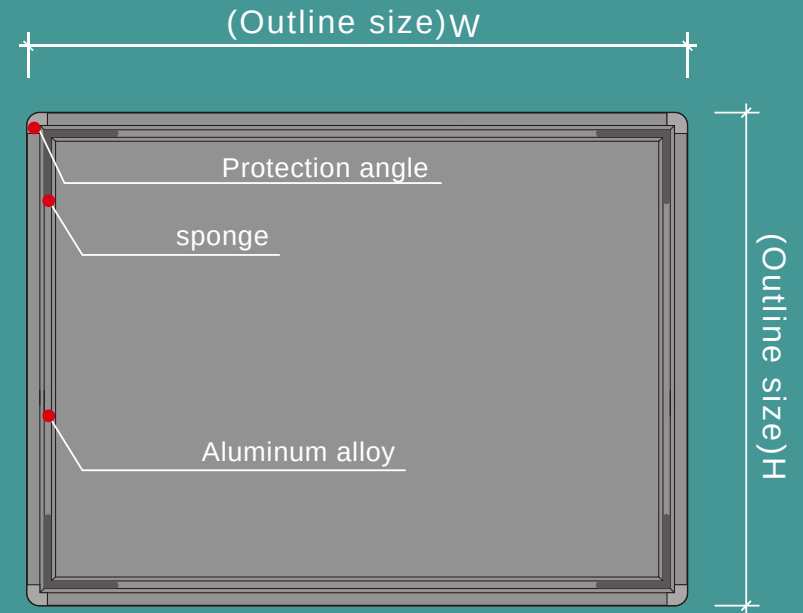 (Outline size)W
Protection angle
sponge
Aluminum alloy
(Outline size)H